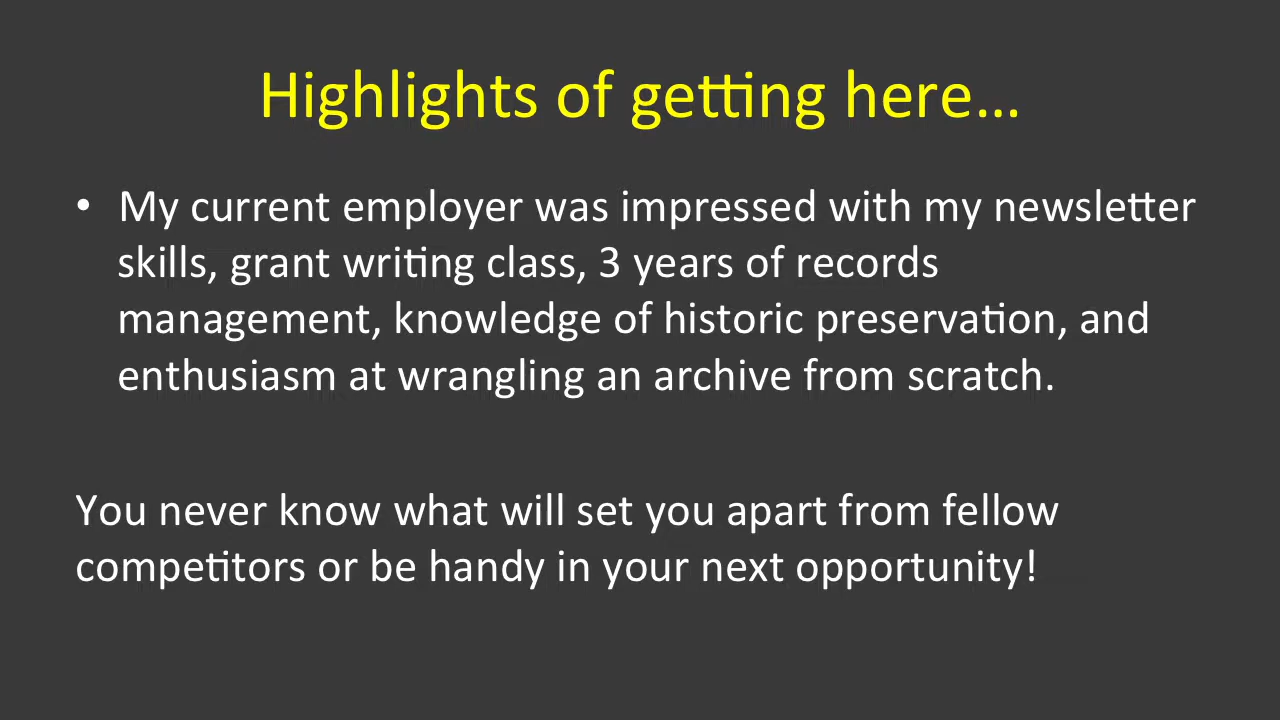 Highlights of getting here…
• My current employer was impressed with my newsletter
skills, grant writing class, 3 years of records
management, knowledge of historic preservation, and
enthusiasm at wrangling an archive from scratch.
You never know what will set you apart from fellow
competitors or be handy in your next opportunity!